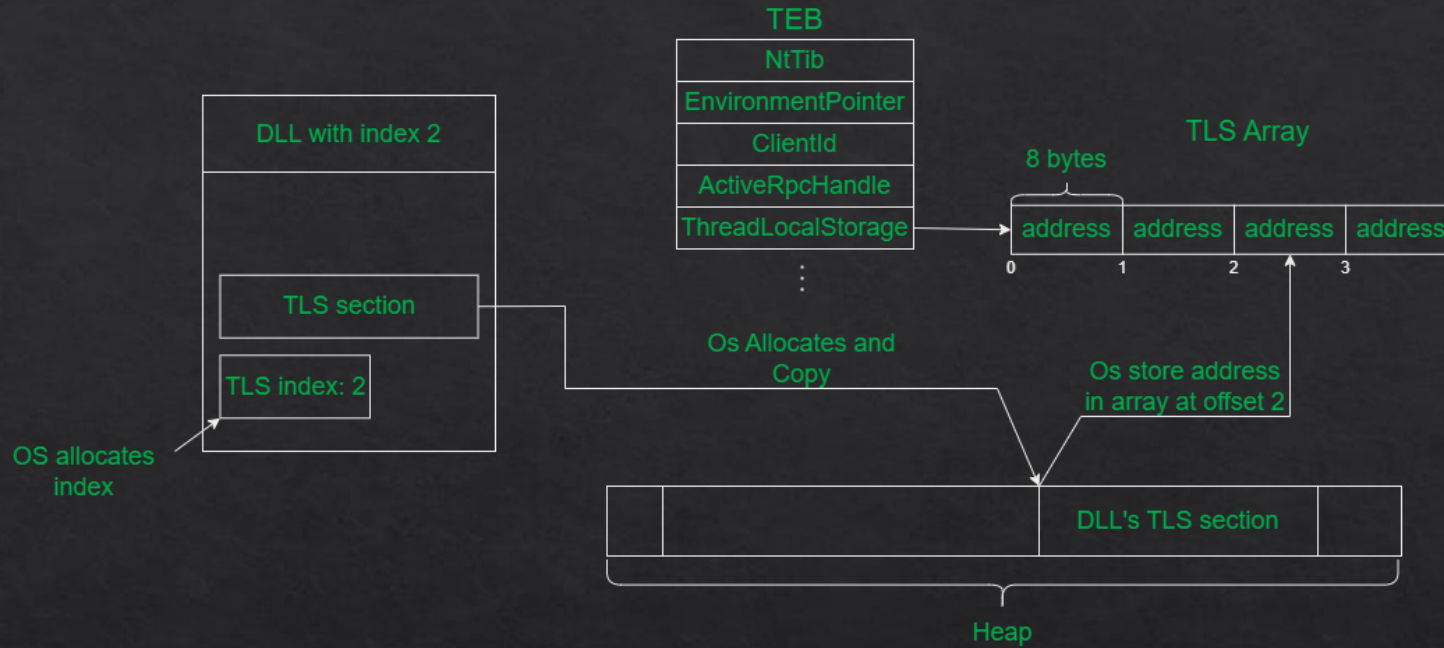 TEB
NtTib
EnvironmentPointer
ClientId
ActiveRpcHandle
ThreadLocalStorage
DLL with index 2
TLS section
TLS index: 2
OS allocates
index
TLS Array
8 bytes
address address address address
0 1 2 3
Os Allocates and
Copy
Os store address
in array at offset 2
DLL's TLS section
Heap